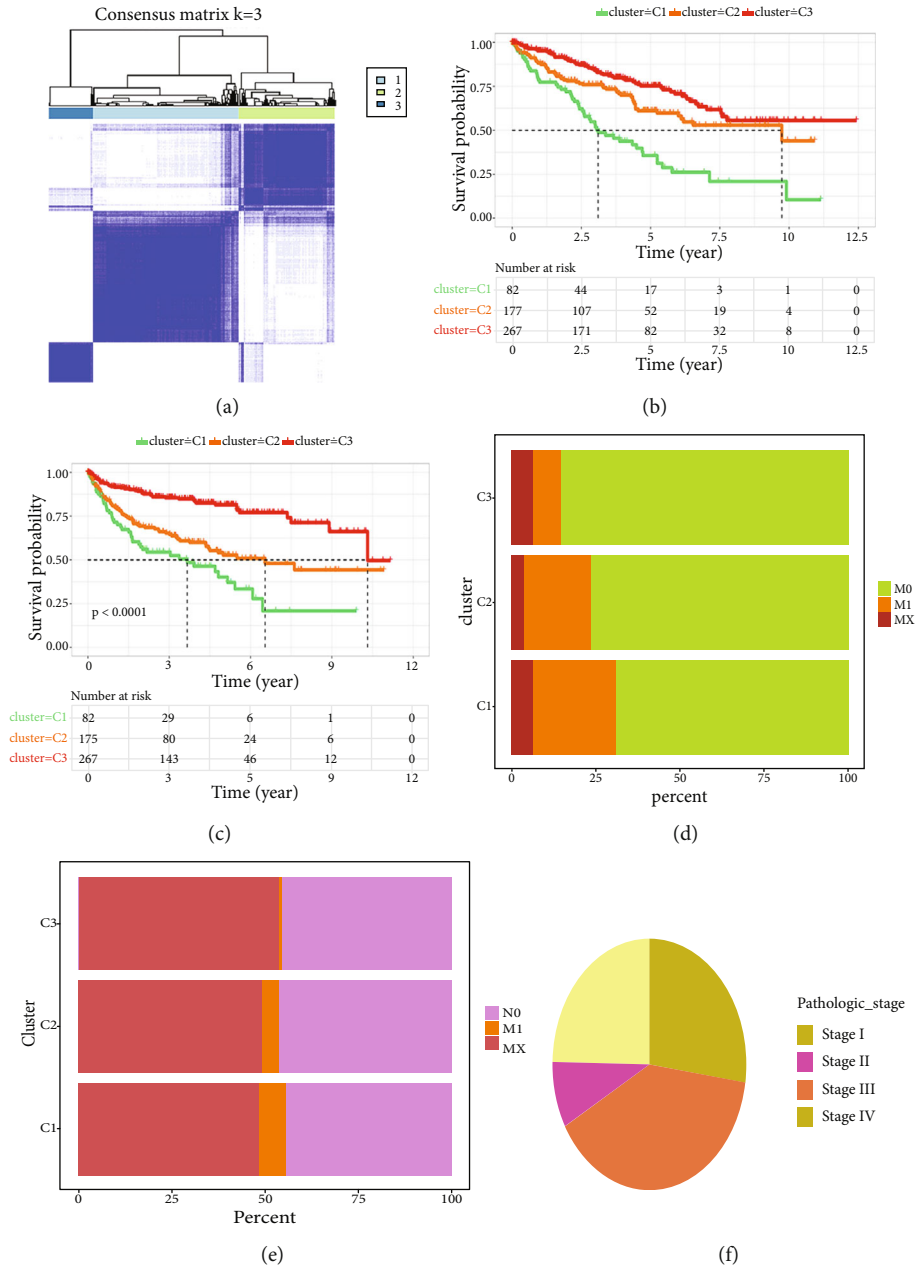 Consensus matrix k=3
1
2
3
(a)
cluster=C1 cluster=C2 cluster=C3
Survival probability
1.00
0.75
0.50
0.25
0.00
0 2.5 5 7.5 10 12.5
Time (year)
Number at risk
cluster=C1 82 44 17 3 1 0
cluster=C2 177 107 52 19 4 0
cluster=C3 267 171 82 32 8 0
0 2.5 5 7.5 10 12.5
Time (year)
(b)
cluster=C1 cluster=C2 cluster=C3
Survival probability
1.00
0.75
0.50
0.25
0.00
p < 0.0001
0 3 6 9 12
Time (year)
Number at risk
cluster=C1 82 29 6 1 0
cluster=C2 175 80 24 6 0
cluster=C3 267 143 46 12 0
0 3 5 9 12
Time (year)
(c)
cluster
C3
C2
C1
0 25 50 75 100
percent
M0
M1
MX
(d)
Cluster
C3
C2
C1
0 25 50 75 100
Percent
N0
M1
MX
(e)
Pathologic_stage
Stage I
Stage II
Stage III
Stage IV
(f)